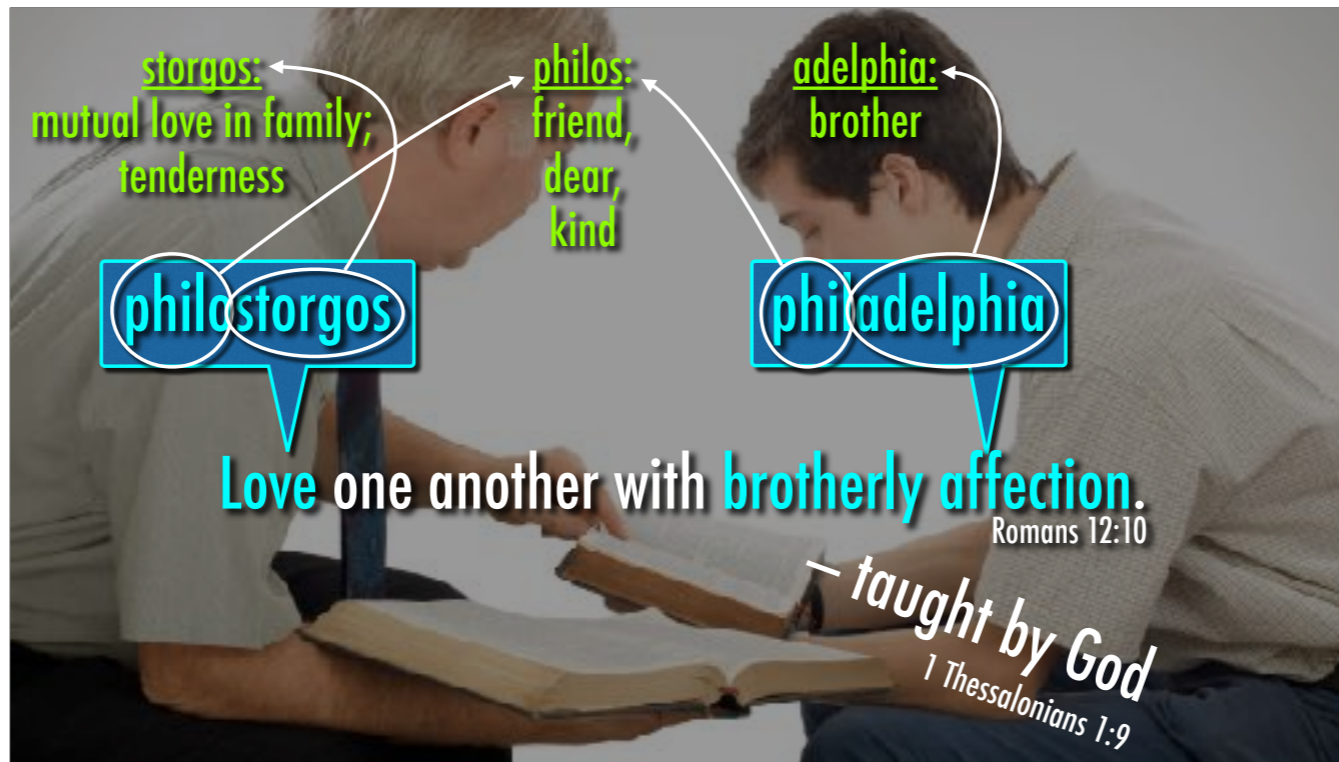 storgos:
mutual love in family;
tenderness
philos:
friend,
dear,
kind
adelphia:
brother
philostorgos
philadelphia
Love one another with brotherly affection.
Romans 12:10
– taught by God
1 Thessalonians 1:9